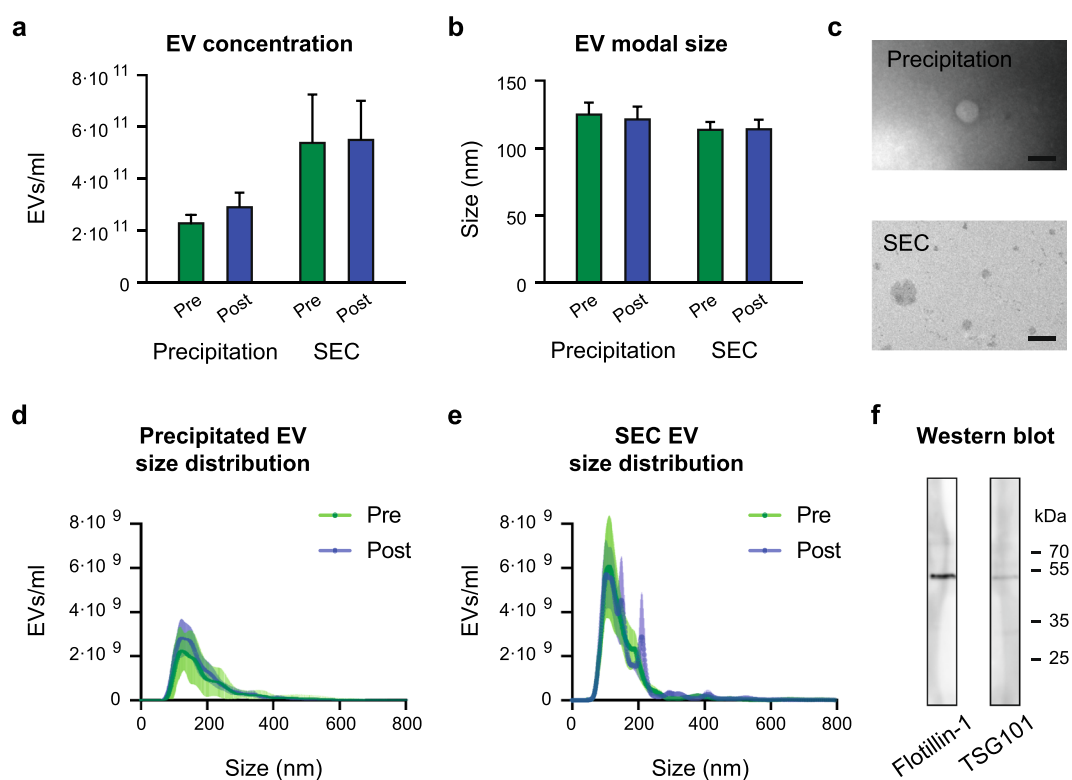 a
EV concentration
EVs/ml
8·10 11
6·10 11
4·10 11
2·10 11
0
Pre
Post
Pre
Post
Precipitation
SEC
b
EV modal size
Size (nm)
150
100
50
0
Pre
Post
Pre
Post
Precipitation
SEC
c
Precipitation
SEC
d
Precipitated EV
size distribution
EVs/ml
8·10 9
6·10 9
4·10 9
2·10 9
0
Pre
Post
0
200
400
600
800
Size (nm)
e
SEC EV
size distribution
EVs/ml
8·10 9
6·10 9
4·10 9
2·10 9
0
Pre
Post
0
200
400
600
800
Size (nm)
f
Western blot
kDa
70
55
35
25
Flotillin-1
TSG101